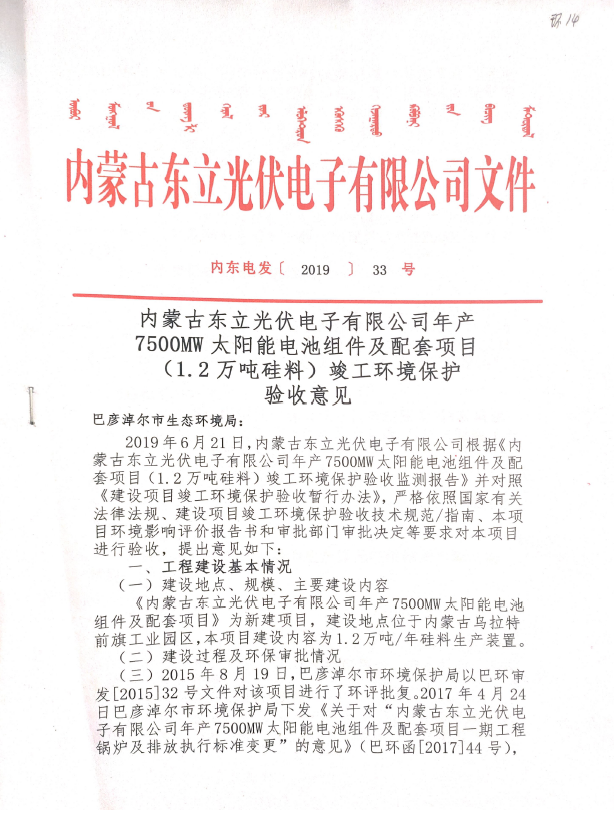 环14
内蒙古东立光伏电子有限公司文件
内东电发〔 2019 〕 33 号
内蒙古东立光伏电子有限公司年产
7500MW 太阳能电池组件及配套项目
（1.2 万吨硅料）竣工环境保护
验收意见
巴彦淖尔市生态环境局：
2019 年 6 月 21 日，内蒙古东立光伏电子有限公司根据《内
蒙古东立光伏电子有限公司年产 7500MW 太阳能电池组件及配
套项目（1.2 万吨硅料）竣工环境保护验收监测报告》并对照
《建设项目竣工环境保护验收暂行办法》，严格依照国家有关
法律法规、建设项目竣工环境保护验收技术规范/指南、本项
目环境影响评价报告书和审批部门审批决定等要求对本项目
进行验收，提出意见如下：
一、工程建设基本情况
（一）建设地点、规模、主要建设内容
《内蒙古东立光伏电子有限公司年产 7500MW 太阳能电池
组件及配套项目》为新建项目，建设地点位于内蒙古乌拉特
前旗工业园区，本项目建设内容为 1.2 万吨/年硅料生产装置。
（二）建设过程及环保审批情况
（三）2015 年 8 月 19 日，巴彦淖尔市环境保护局以巴环审
发[2015]32 号文件对该项目进行了环评批复。2017 年 4 月 24
日巴彦淖尔市环境保护局下发《关于对“内蒙古东立光伏电
子有限公司年产 7500MW 太阳能电池组件及配套项目一期工程
锅炉及排放执行标准变更”的意见》（巴环函[2017]44 号），